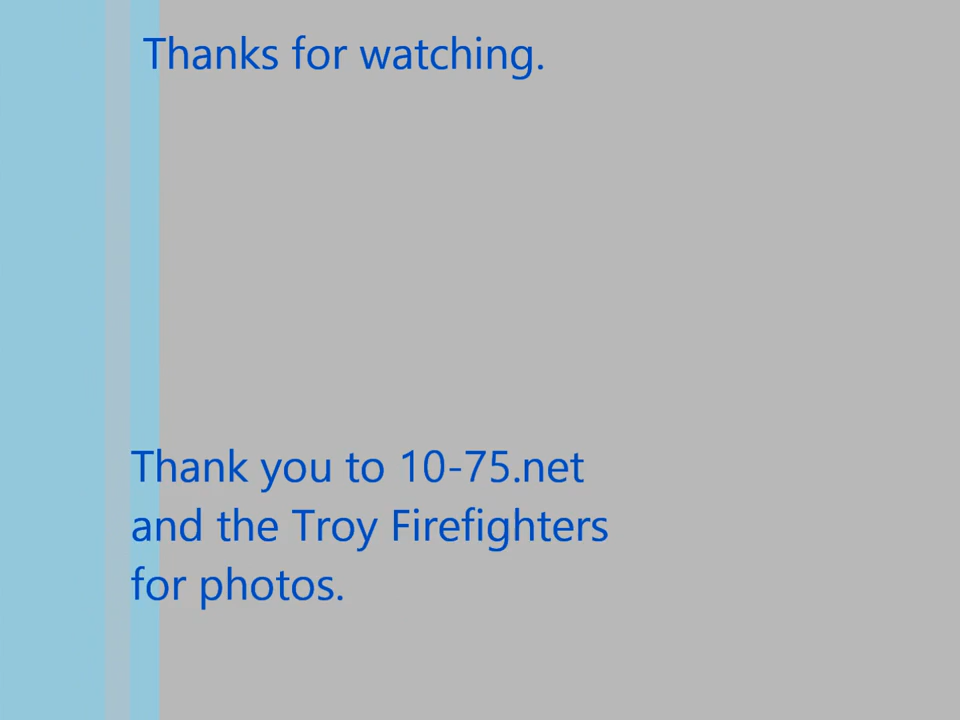 Thanks for watching.
Thank you to 10-75.net
and the Troy Firefighters
for photos.